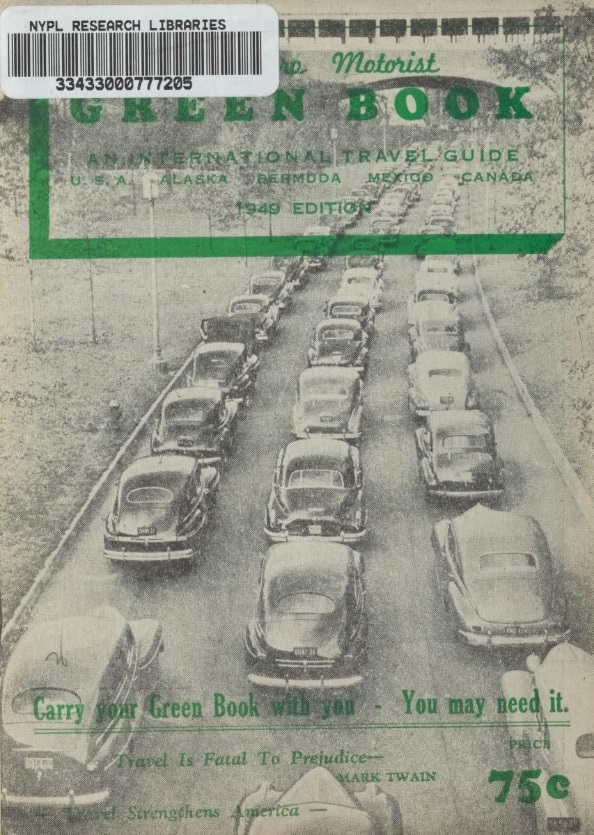 NYPL RESEARCH LIBRARIES
33433000777205
ro Motorist
GREEN BOOK
AN INTERNATIONAL TRAVEL GUIDE
U. S. A. ALASKA BERMUDA MEXICO CANADA
1949 EDITION
Carry your Green Book with you - You may need it.
PRICE
75c
Travel Is Fatal To Prejudice—
MARK TWAIN
Travel Strengthens America —